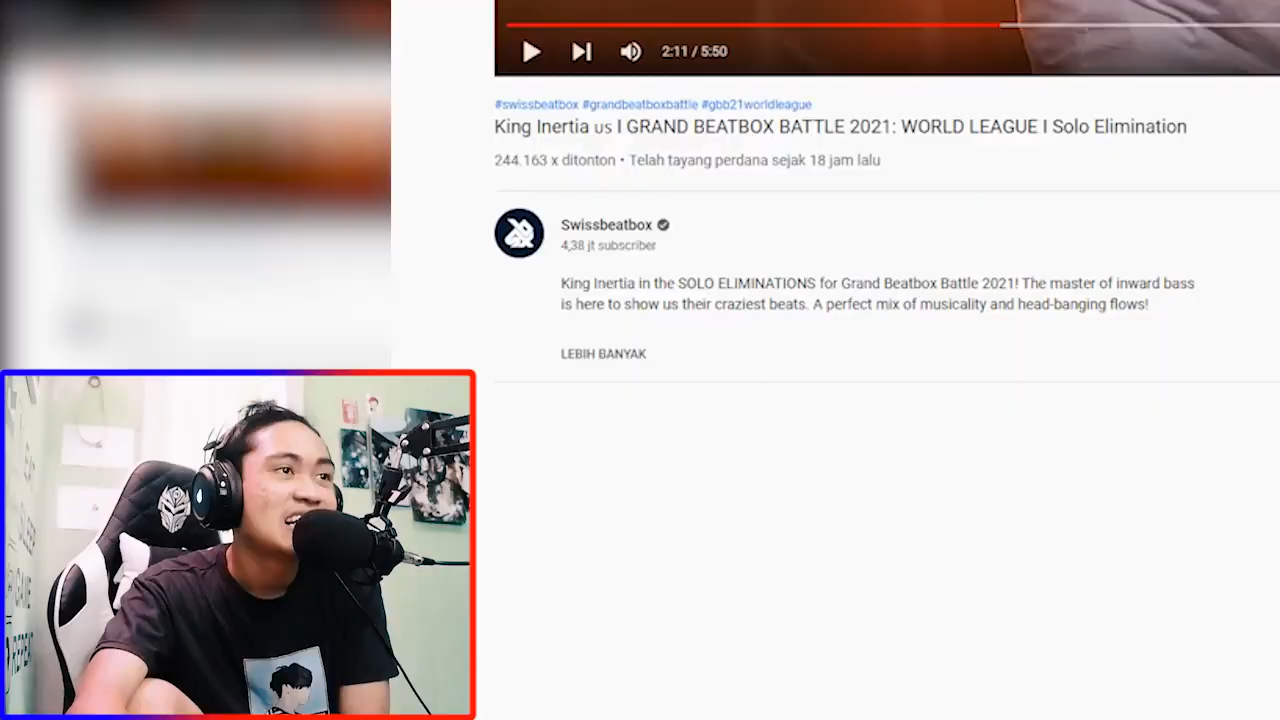 2:11 / 5:50
#swissbeatbox #grandbeatboxbattle #gbb21worldleague
King Inertia us I GRAND BEATBOX BATTLE 2021: WORLD LEAGUE I Solo Elimination
244.163 x ditonton • Telah tayang perdana sejak 18 jam lalu
Swissbeatbox
4,38 jt subscriber
King Inertia in the SOLO ELIMINATIONS for Grand Beatbox Battle 2021! The master of inward bass
is here to show us their craziest beats. A perfect mix of musicality and head-banging flows!
LEBIH BANYAK
GAME
REPEAT